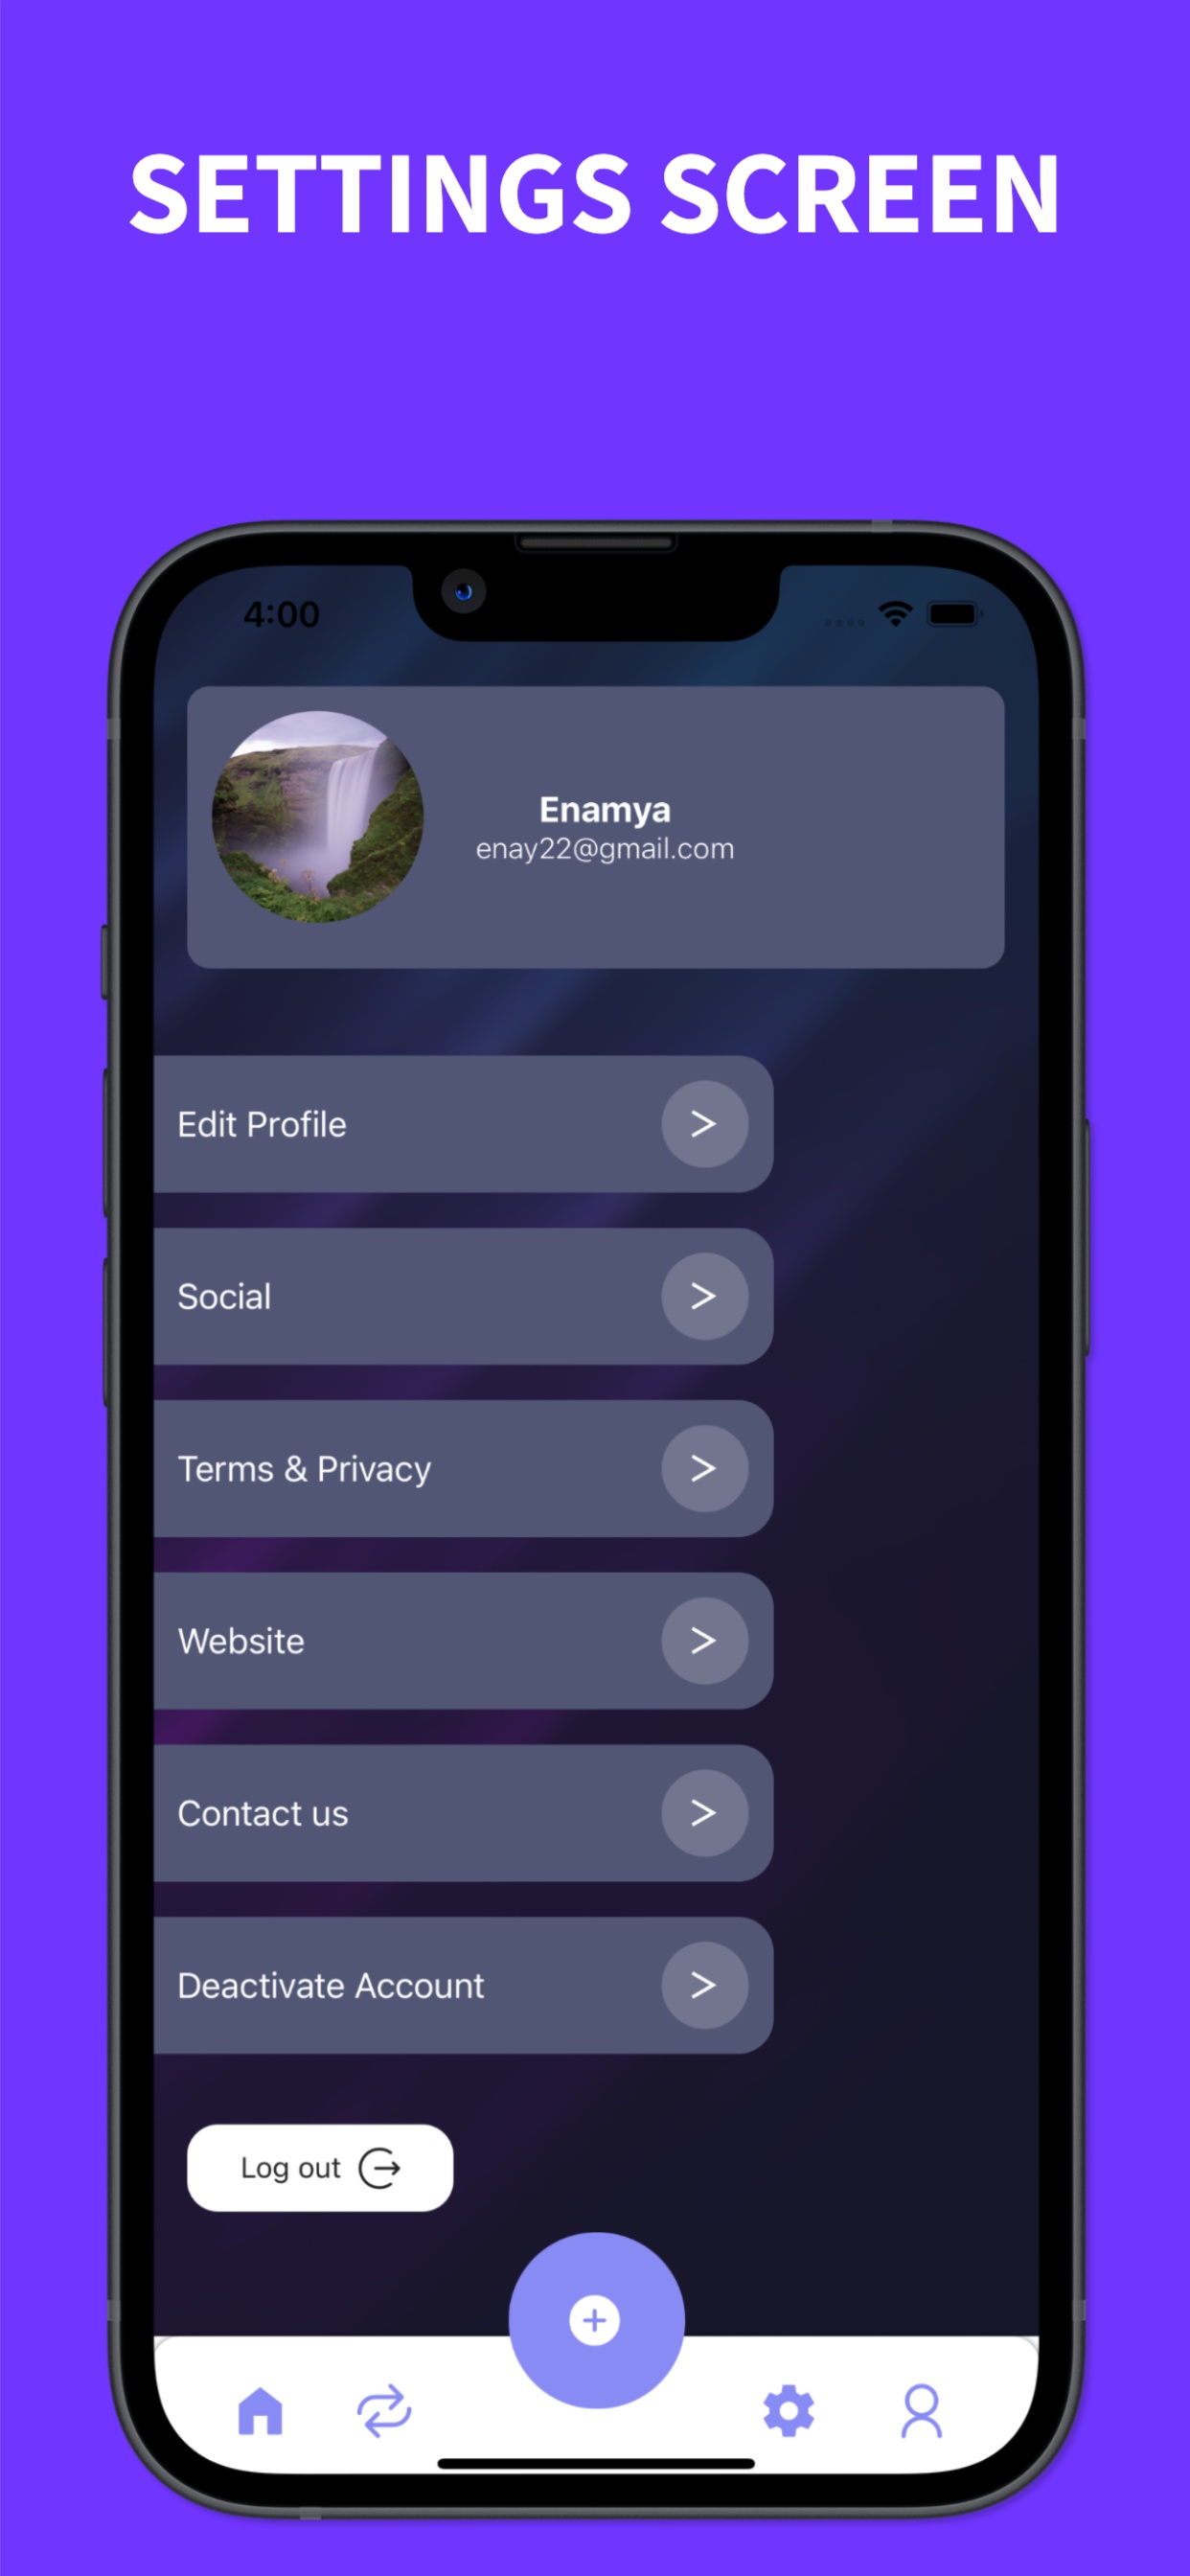 SETTINGS SCREEN
4:00
Enamya
enay22@gmail.com
Edit Profile >
Social >
Terms & Privacy >
Website >
Contact us >
Deactivate Account >
Log out